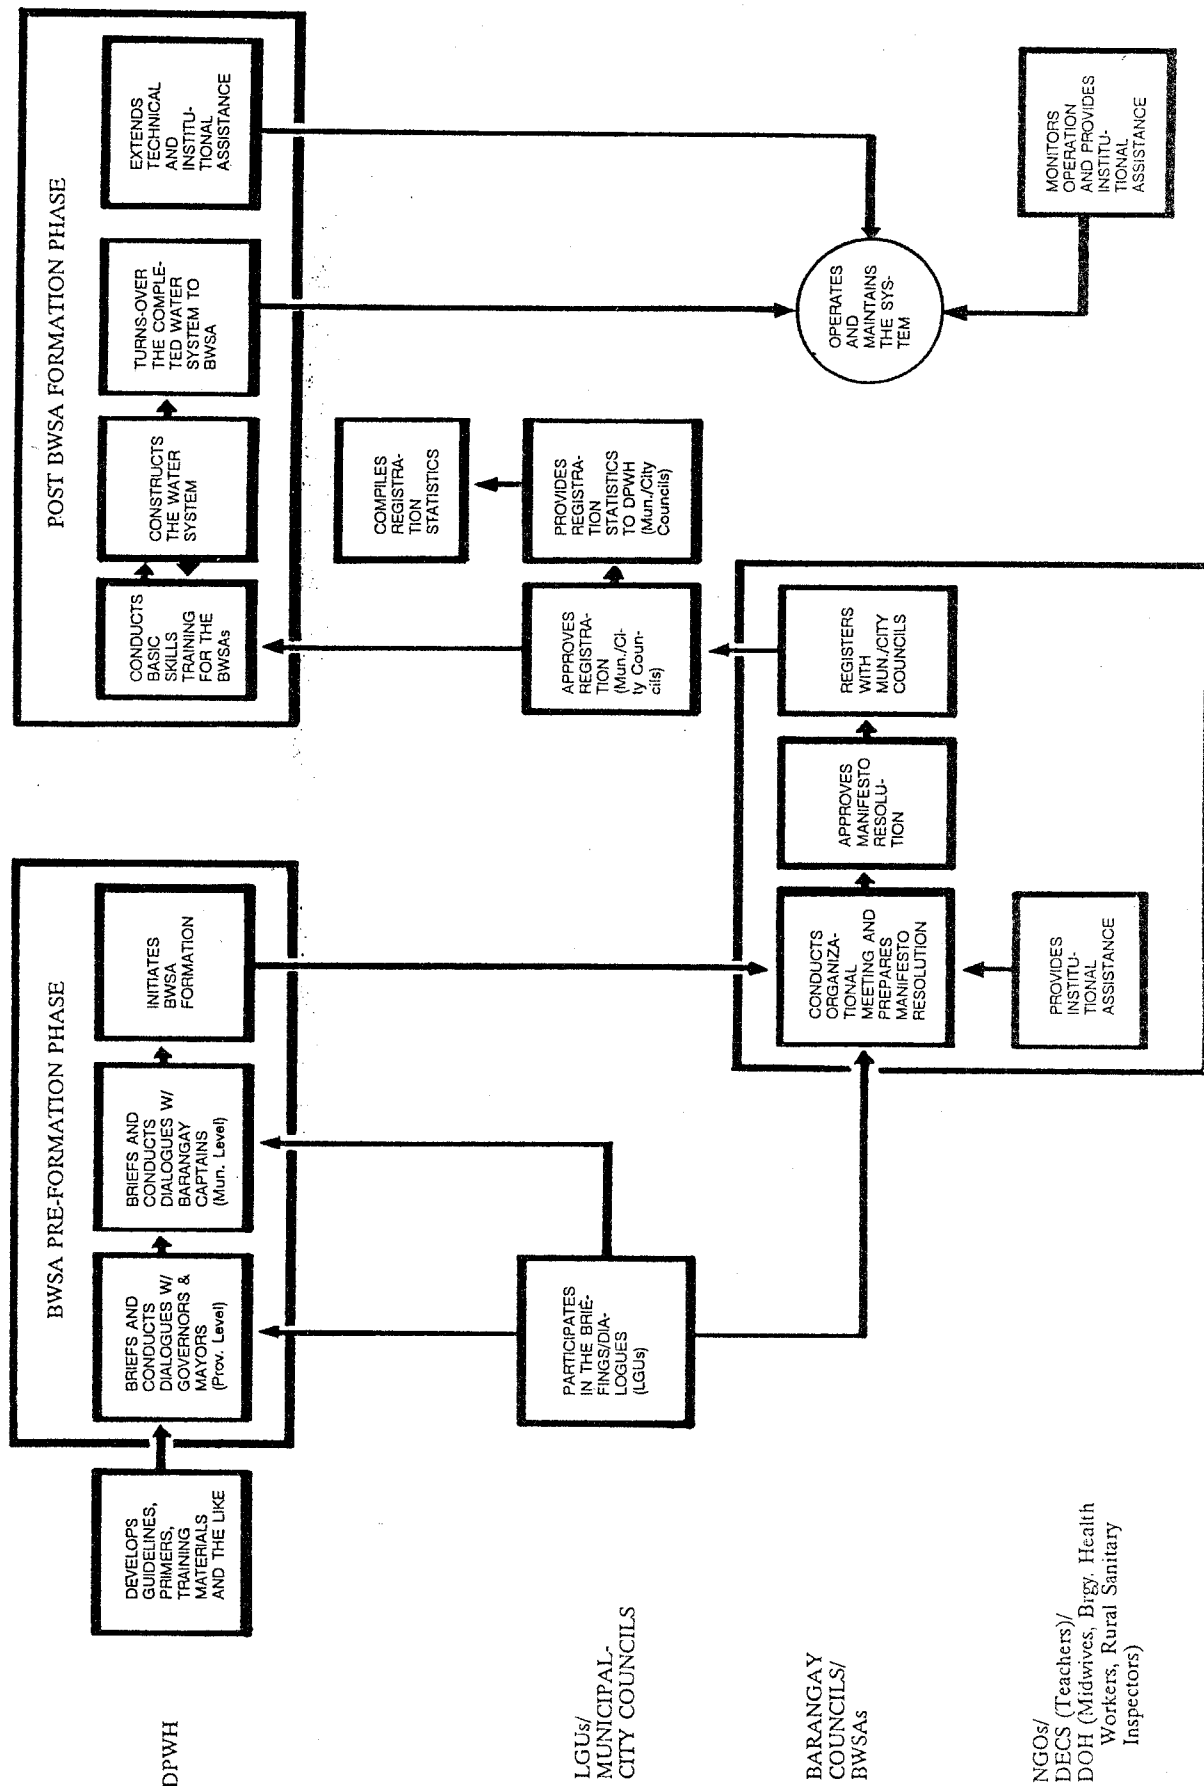 BWSA PRE-FORMATION PHASE
POST BWSA FORMATION PHASE
DPWH
DEVELOPS
GUIDELINES,
PRIMERS,
TRAINING
MATERIALS
AND THE LIKE
BRIEFS AND
CONDUCTS
DIALOGUES W/
GOVERNORS &
MAYORS
(Prov. Level)
BRIEFS AND
CONDUCTS
DIALOGUES W/
BARANGAY
CAPTAINS
(Mun. Level)
INITIATES
BWSA
FORMATION
CONDUCTS
BASIC
SKILLS
TRAINING
FOR THE
BWSAs
CONSTRUCTS
THE WATER
SYSTEM
TURNS-OVER
THE COMPLE-
TED WATER
SYSTEM TO
BWSA
EXTENDS
TECHNICAL
AND
INSTITU-
TIONAL
ASSISTANCE
COMPILES
REGISTRA-
TION
STATISTICS
LGUs/
MUNICIPAL-
CITY COUNCILS
PARTICIPATES
IN THE BRIE-
FINGS/DIA-
LOGUES
(LGUs)
APPROVES
REGISTRA-
TION
(Mun./Ci-
ty Coun-
cils)
PROVIDES
REGISTRA-
TION
STATISTICS
TO DPWH
(Mun./City
Councils)
BARANGAY
COUNCILS/
BWSAs
CONDUCTS
ORGANIZA-
TIONAL
MEETING AND
PREPARES
MANIFESTO
RESOLUTION
APPROVES
MANIFESTO
RESOLU-
TION
REGISTERS
WITH
MUN./CITY
COUNCILS
OPERATES
AND
MAINTAINS
THE SYS-
TEM
NGOs/
DECS (Teachers)/
DOH (Midwives, Brgy. Health
Workers, Rural Sanitary
Inspectors)
PROVIDES
INSTITU-
TIONAL
ASSISTANCE
MONITORS
OPERATION
AND PROVIDES
INSTITU-
TIONAL
ASSISTANCE